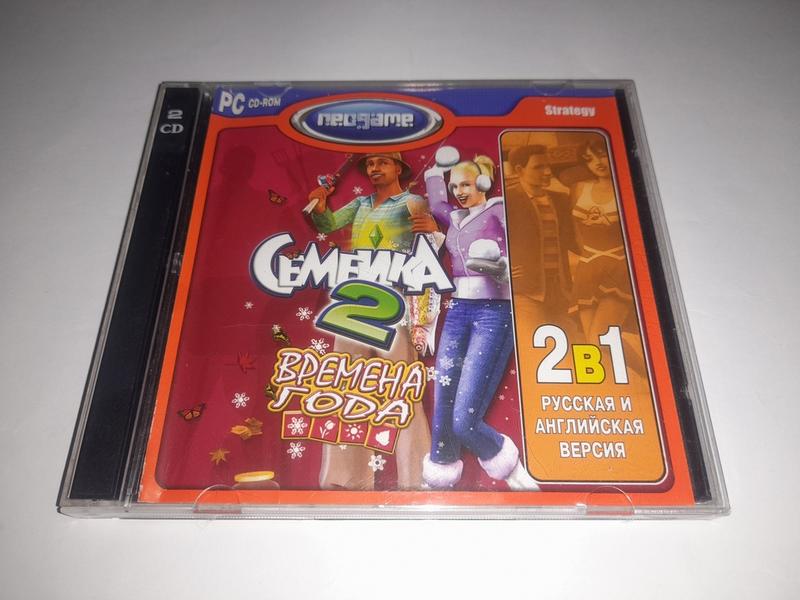 2
CD
PC CD-ROM
neogame
Strategy
СЕМЕЙКА
2
ВРЕМЕНА
ГОДА
2в1
РУССКАЯ И
АНГЛИЙСКАЯ
ВЕРСИЯ